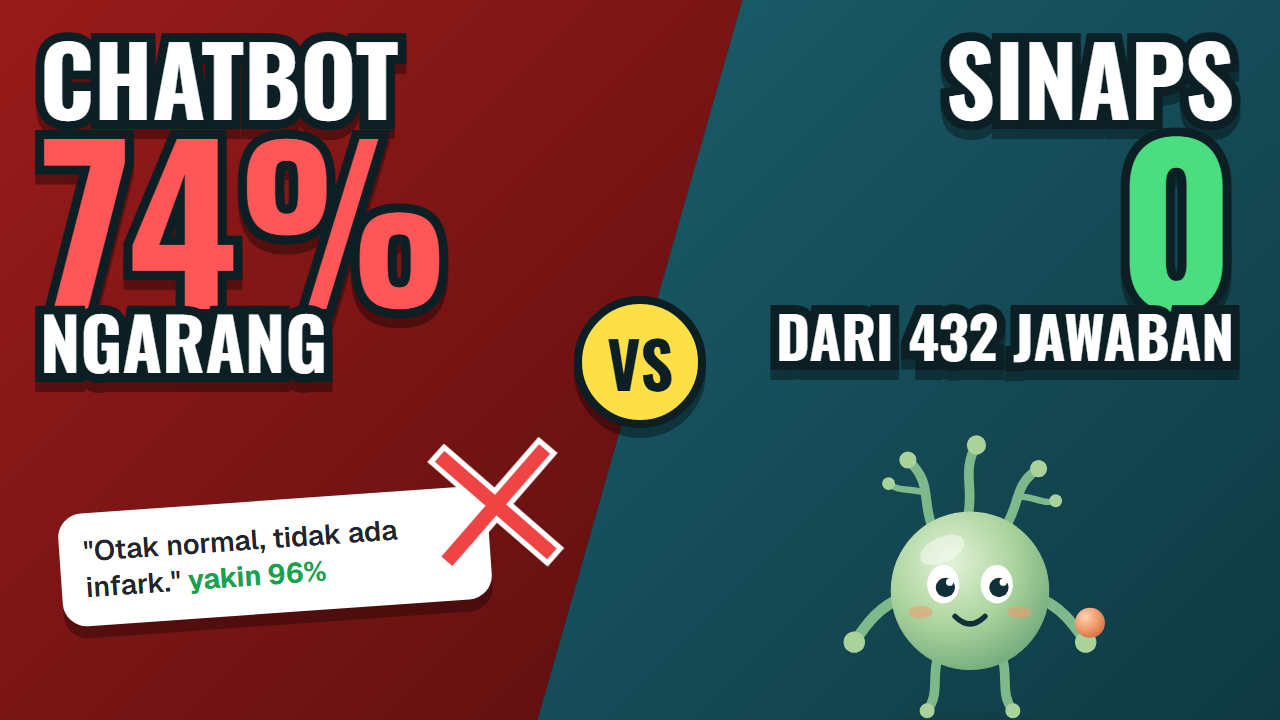 CHATBOT
74%
NGARANG
"Otak normal, tidak ada
infark." yakin 96%
VS
SINAPS
0
DARI 432 JAWABAN